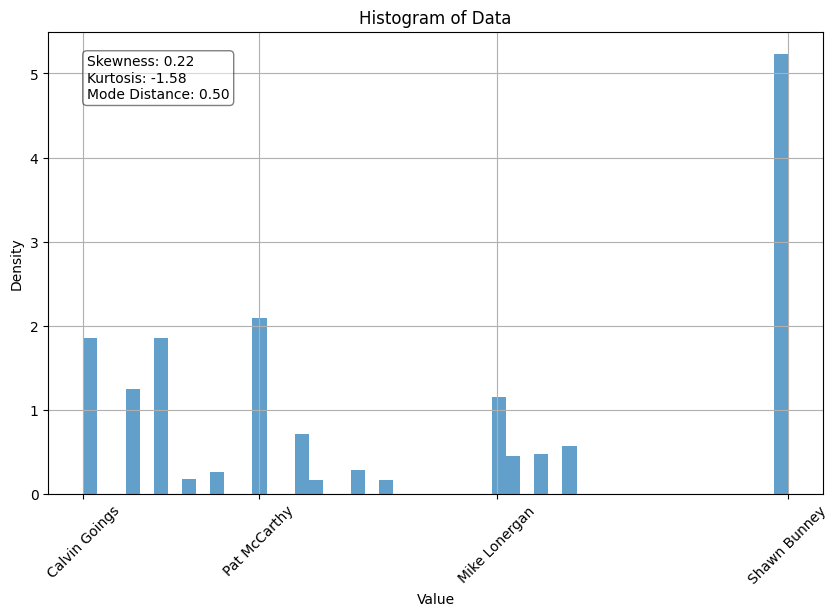 Histogram of Data
Skewness: 0.22
Kurtosis: -1.58
Mode Distance: 0.50
Density
5
4
3
2
1
0
Calvin Goings
Pat McCarthy
Mike Lonergan
Shawn Bunney
Value